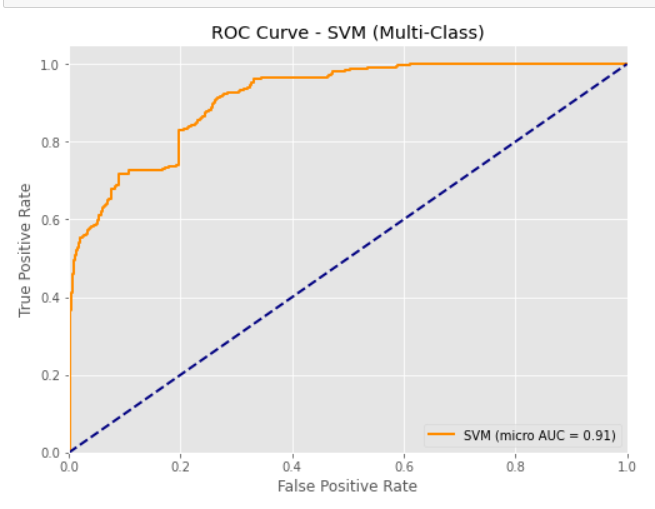 ROC Curve - SVM (Multi-Class)
1.0
0.8
0.6
0.4
0.2
0.0
True Positive Rate
SVM (micro AUC = 0.91)
0.0 0.2 0.4 0.6 0.8 1.0
False Positive Rate